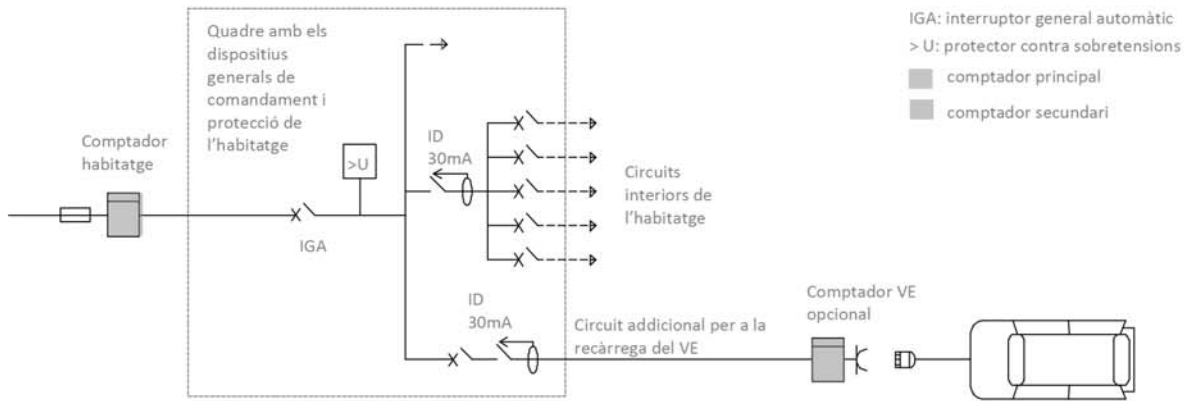 Quadre amb els
dispositius
generals de
comandament i
protecció de
l'habitatge
IGA: interruptor general automàtic
> U: protector contra sobretensions
comptador principal
comptador secundari
Comptador
habitatge
>U
ID
30mA
Circuits
interiors de
l'habitatge
IGA
ID
30mA
Circuit addicional per a la
recàrrega del VE
Comptador VE
opcional